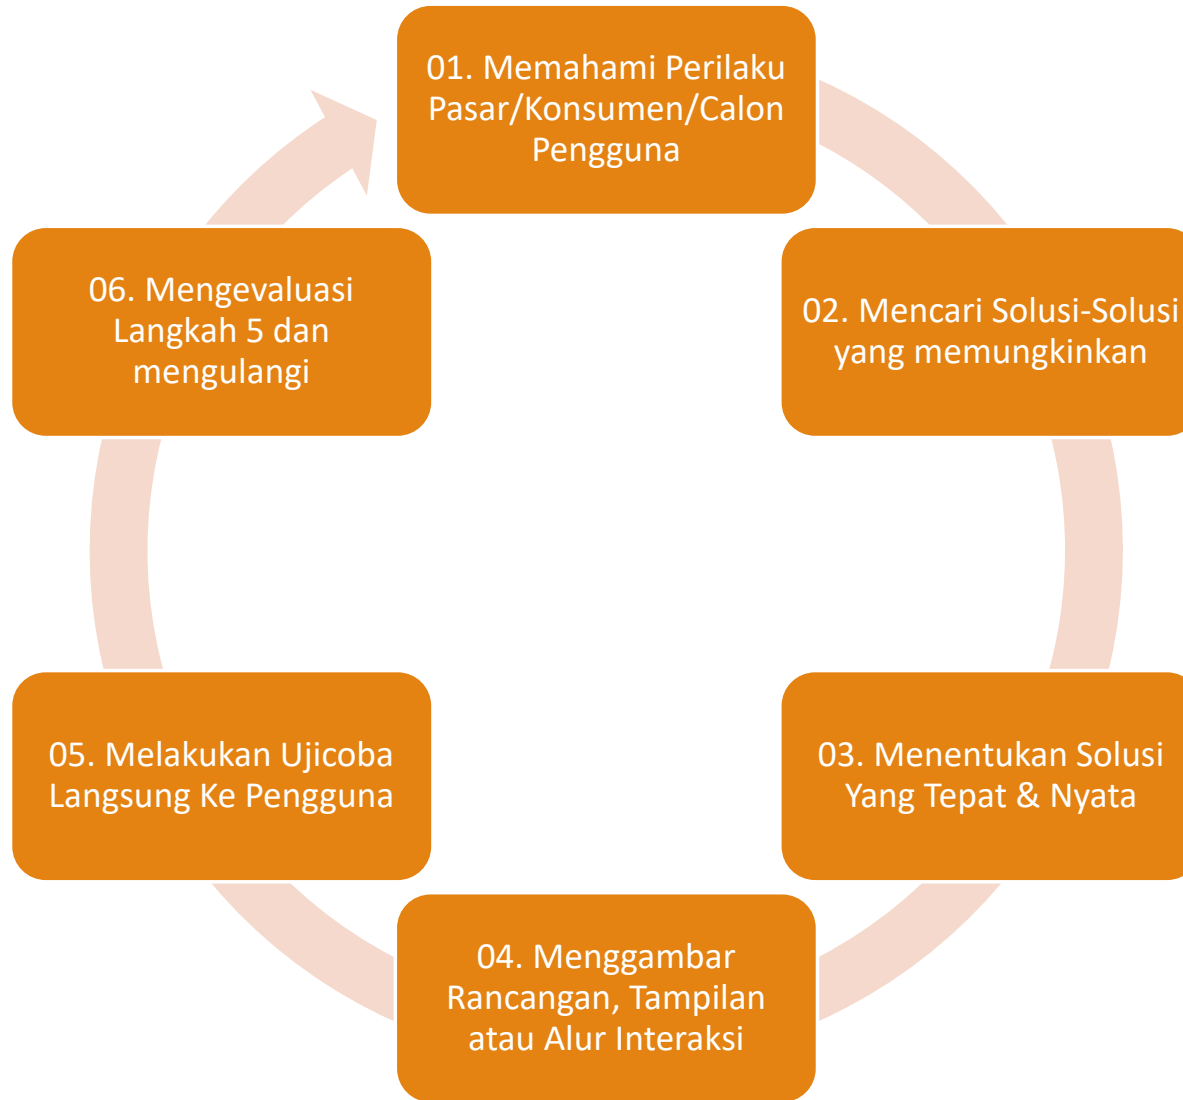 01. Memahami Perilaku
Pasar/Konsumen/Calon
Pengguna
02. Mencari Solusi-Solusi
yang memungkinkan
03. Menentukan Solusi
Yang Tepat & Nyata
04. Menggambar
Rancangan, Tampilan
atau Alur Interaksi
05. Melakukan Ujicoba
Langsung Ke Pengguna
06. Mengevaluasi
Langkah 5 dan
mengulangi